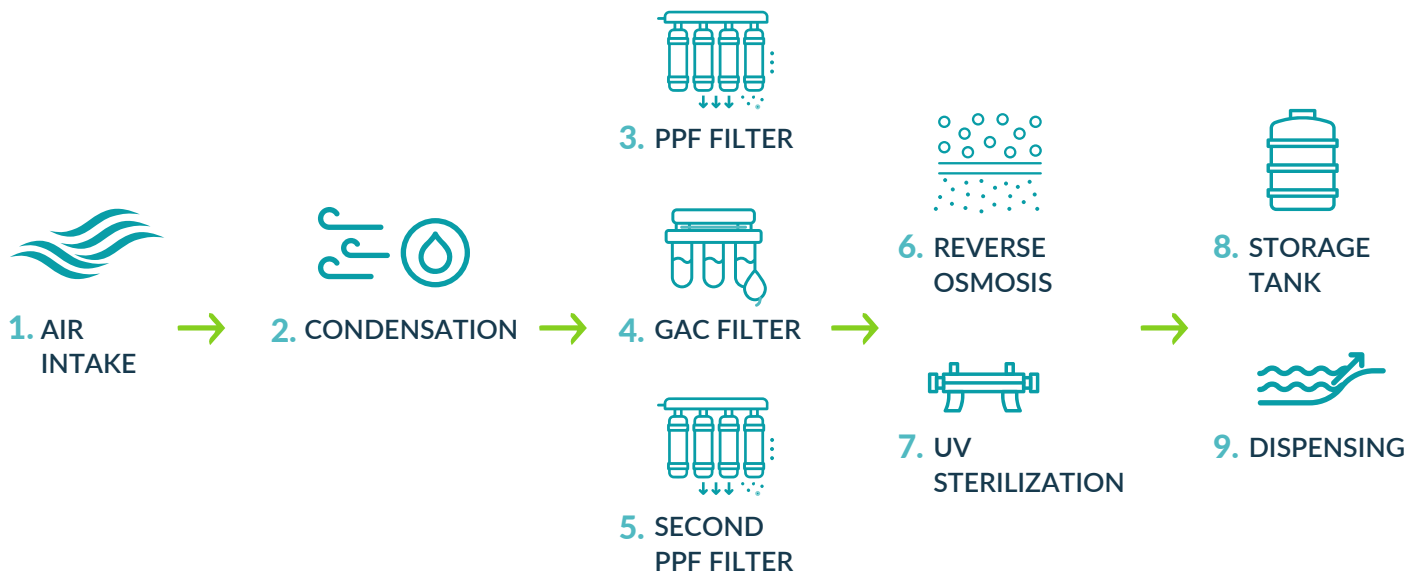 1. AIR
INTAKE
2. CONDENSATION
3. PPF FILTER
4. GAC FILTER
5. SECOND
PPF FILTER
6. REVERSE
OSMOSIS
7. UV
STERILIZATION
8. STORAGE
TANK
9. DISPENSING